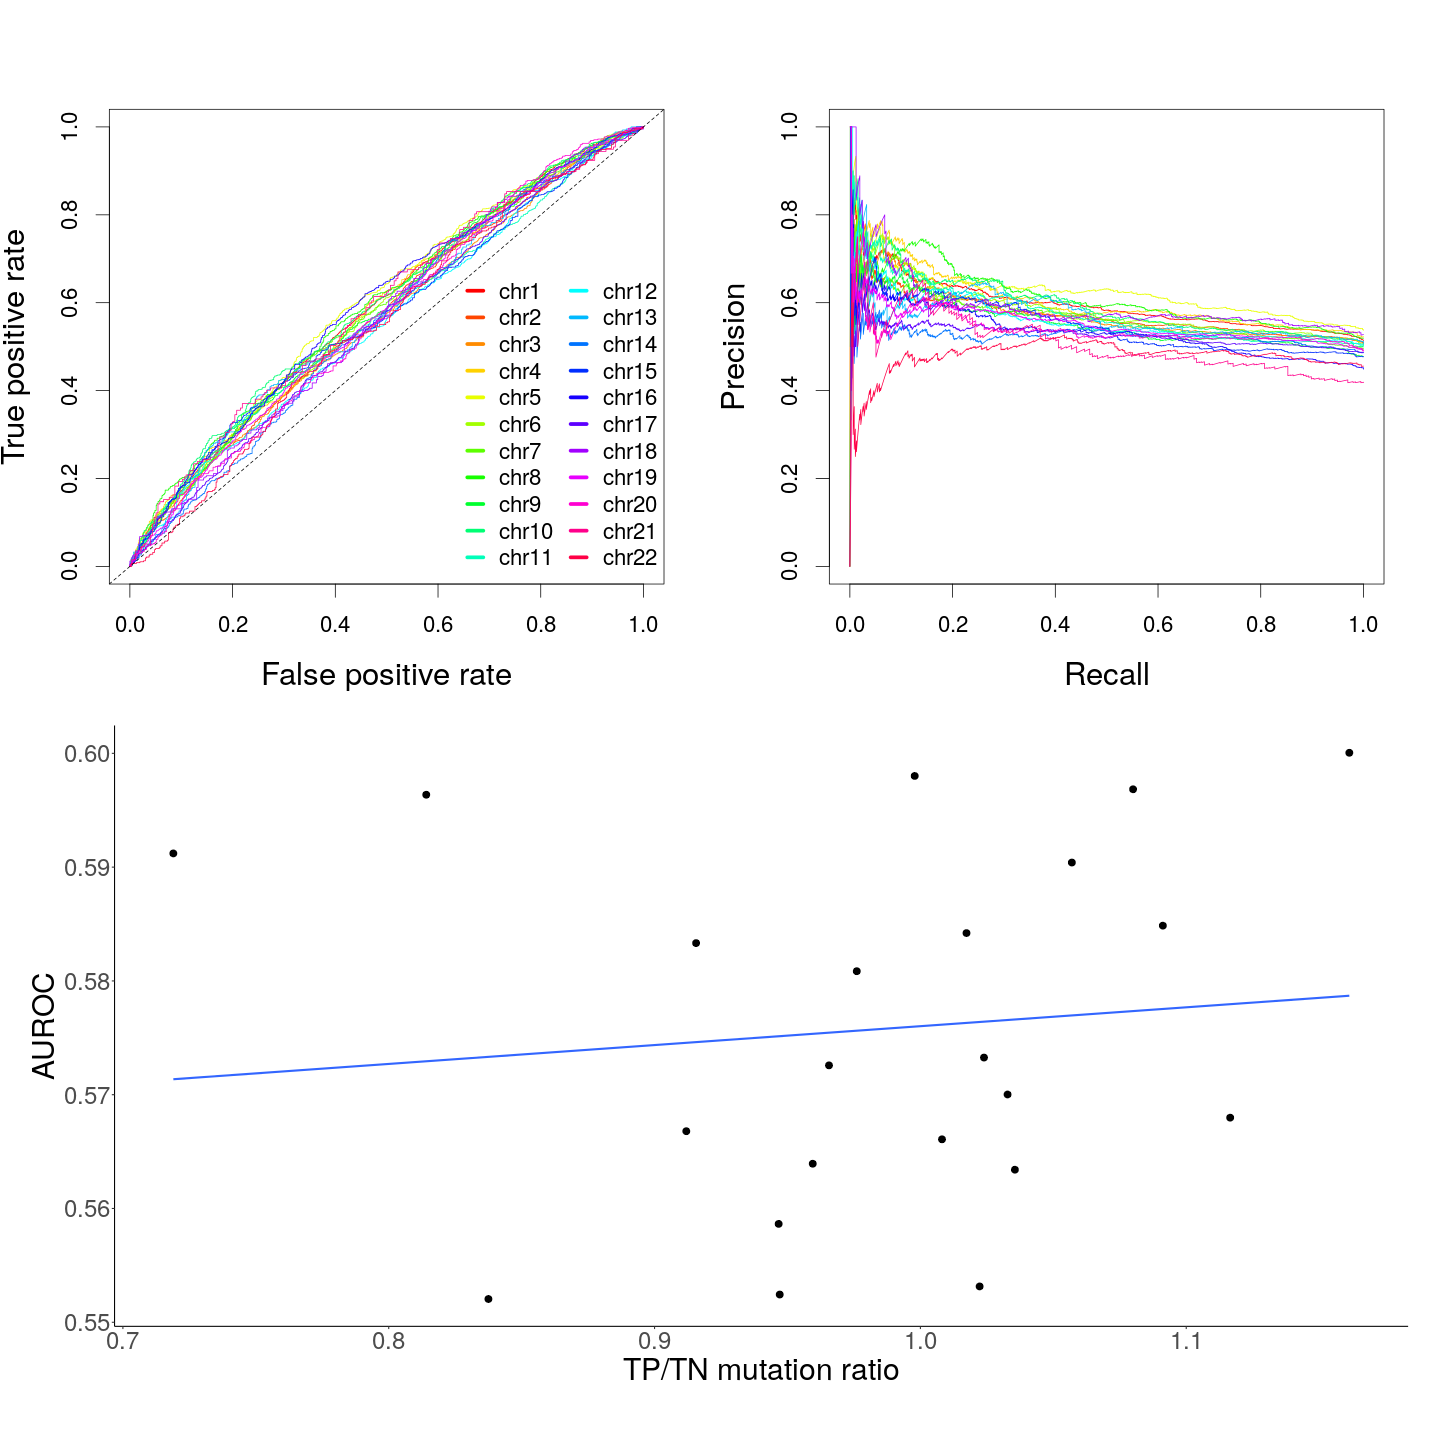 True positive rate
1.0
0.8
0.6
0.4
0.2
0.0
chr1 chr12
chr2 chr13
chr3 chr14
chr4 chr15
chr5 chr16
chr6 chr17
chr7 chr18
chr8 chr19
chr9 chr20
chr10 chr21
chr11 chr22
0.0 0.2 0.4 0.6 0.8 1.0
False positive rate
Precision
1.0
0.8
0.6
0.4
0.2
0.0
0.0 0.2 0.4 0.6 0.8 1.0
Recall
AUROC
0.60
0.59
0.58
0.57
0.56
0.55
0.7 0.8 0.9 1.0 1.1
TP/TN mutation ratio